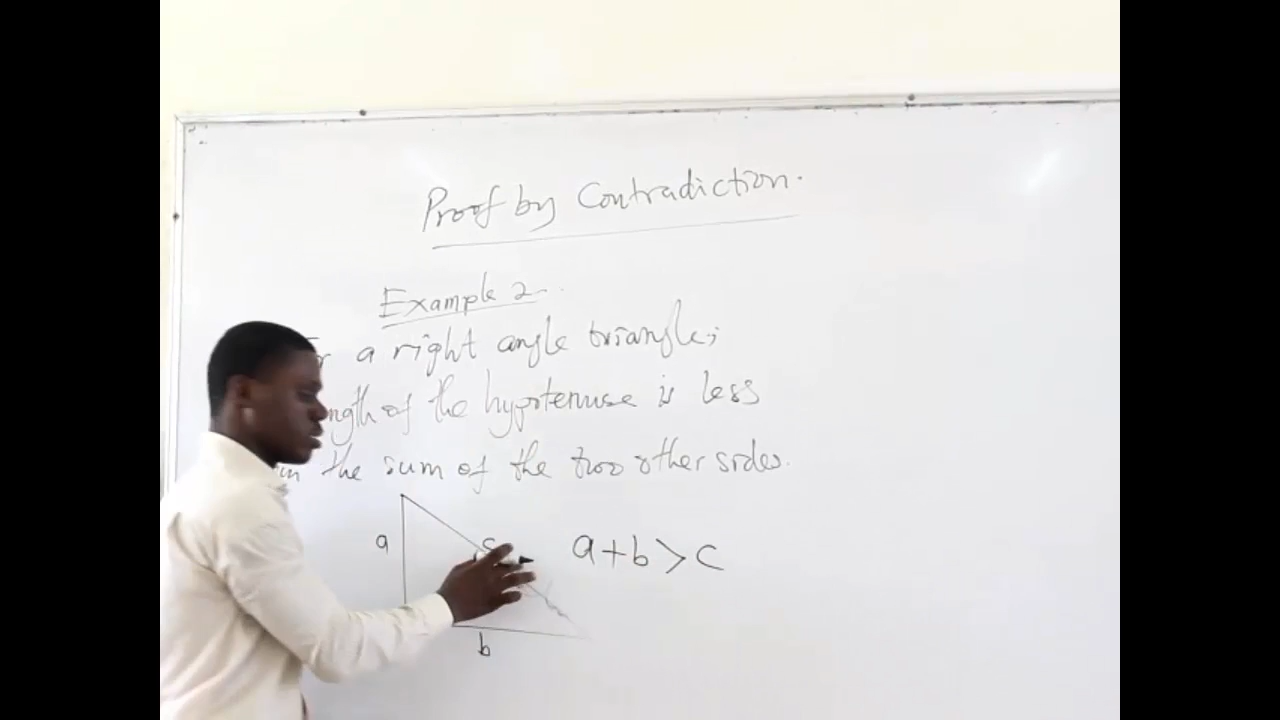 Proof by Contradiction.
Example 2.
a right angle triangle,
of the hypotenuse is less
the sum of the two other sides.
a
c
a+b>c
b